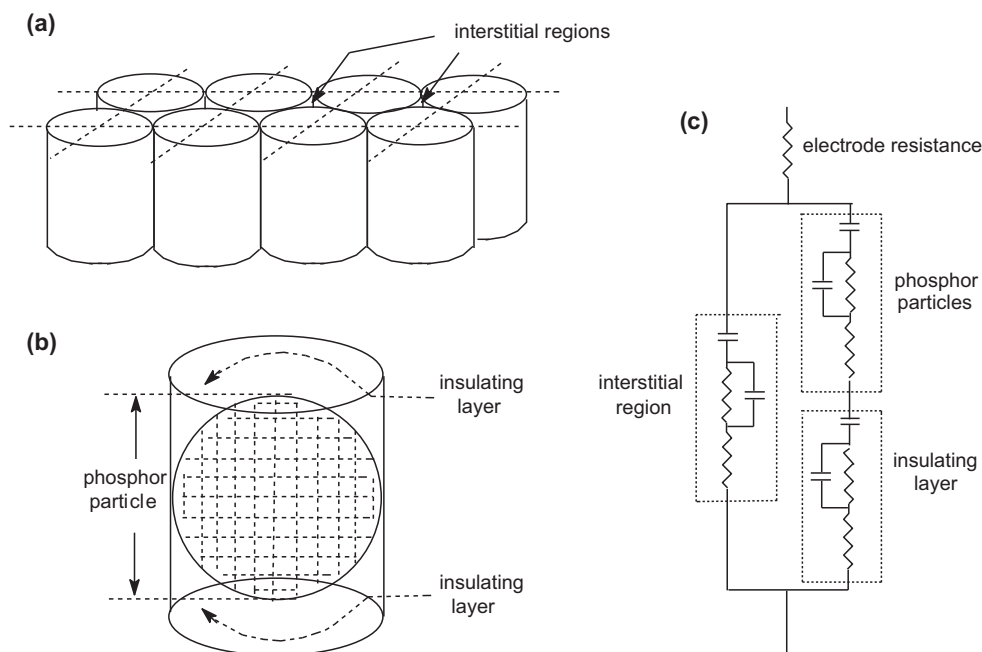 (a)
interstitial regions
(b)
insulating
layer
phosphor
particle
insulating
layer
(c)
electrode resistance
phosphor
particles
interstitial
region
insulating
layer